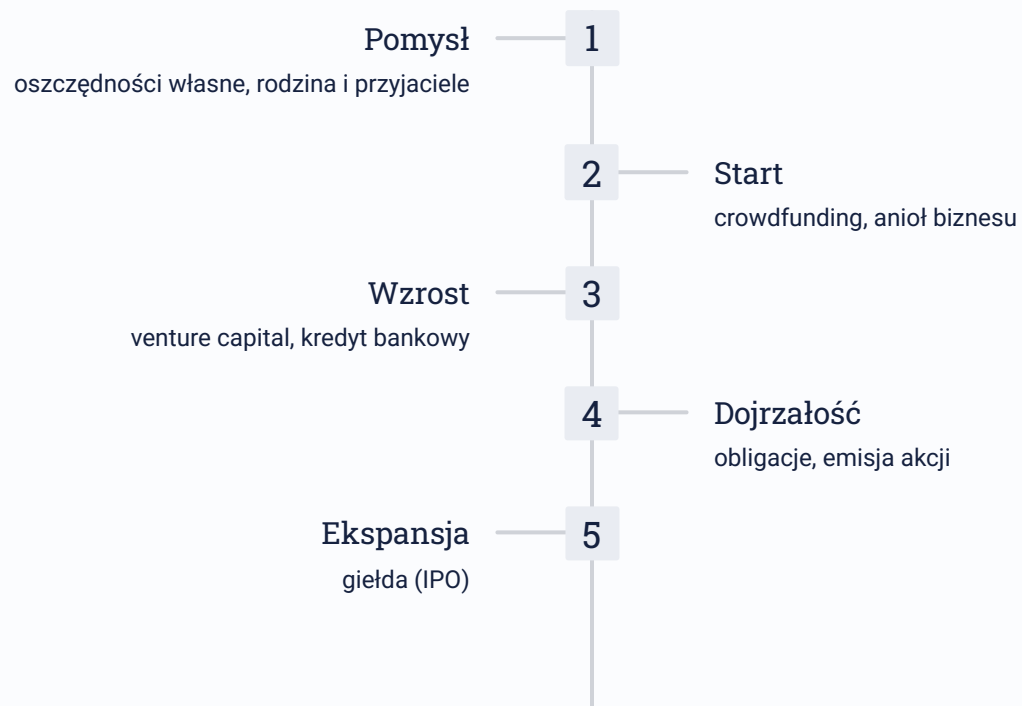 Pomysł
1
oszczędności własne, rodzina i przyjaciele
2
Start
crowdfunding, anioł biznesu
Wzrost
3
venture capital, kredyt bankowy
4
Dojrzałość
obligacje, emisja akcji
Ekspansja
5
giełda (IPO)